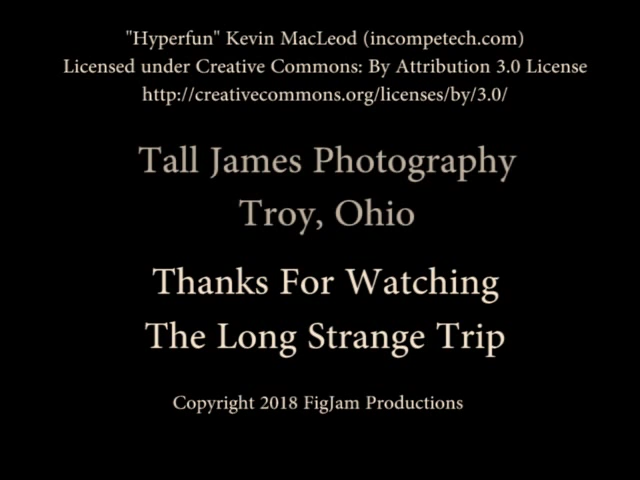 "Hyperfun" Kevin MacLeod (incompetech.com)
Licensed under Creative Commons: By Attribution 3.0 License
http://creativecommons.org/licenses/by/3.0/
Tall James Photography
Troy, Ohio
Thanks For Watching
The Long Strange Trip
Copyright 2018 FigJam Productions